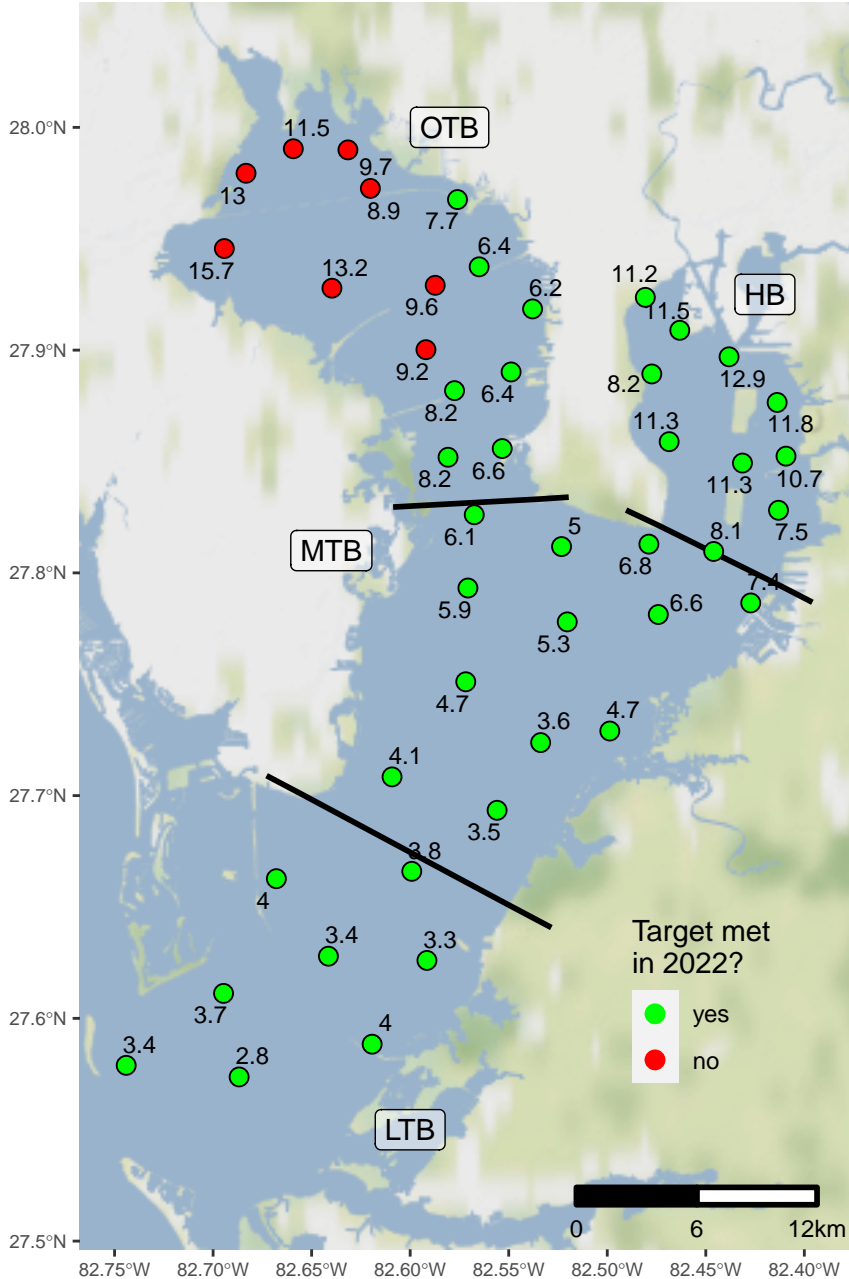 28.0°N
27.9°N
27.8°N
27.7°N
27.6°N
27.5°N
11.5
OTB
9.7
13
8.9
7.7
6.4
15.7
13.2
9.6
6.2
11.2
HB
11.5
9.2
6.4
8.2
12.9
8.2
11.8
11.3
8.2
6.6
11.3
10.7
6.1
5
8.1
7.5
MTB
6.8
7.4
5.9
5.3
6.6
4.7
3.6
4.7
4.1
3.5
3.8
4
3.4
3.3
Target met
in 2022?
3.7
yes
4
3.4
2.8
no
LTB
0
6
12km
82.75°W
82.70°W
82.65°W
82.60°W
82.55°W
82.50°W
82.45°W
82.40°W